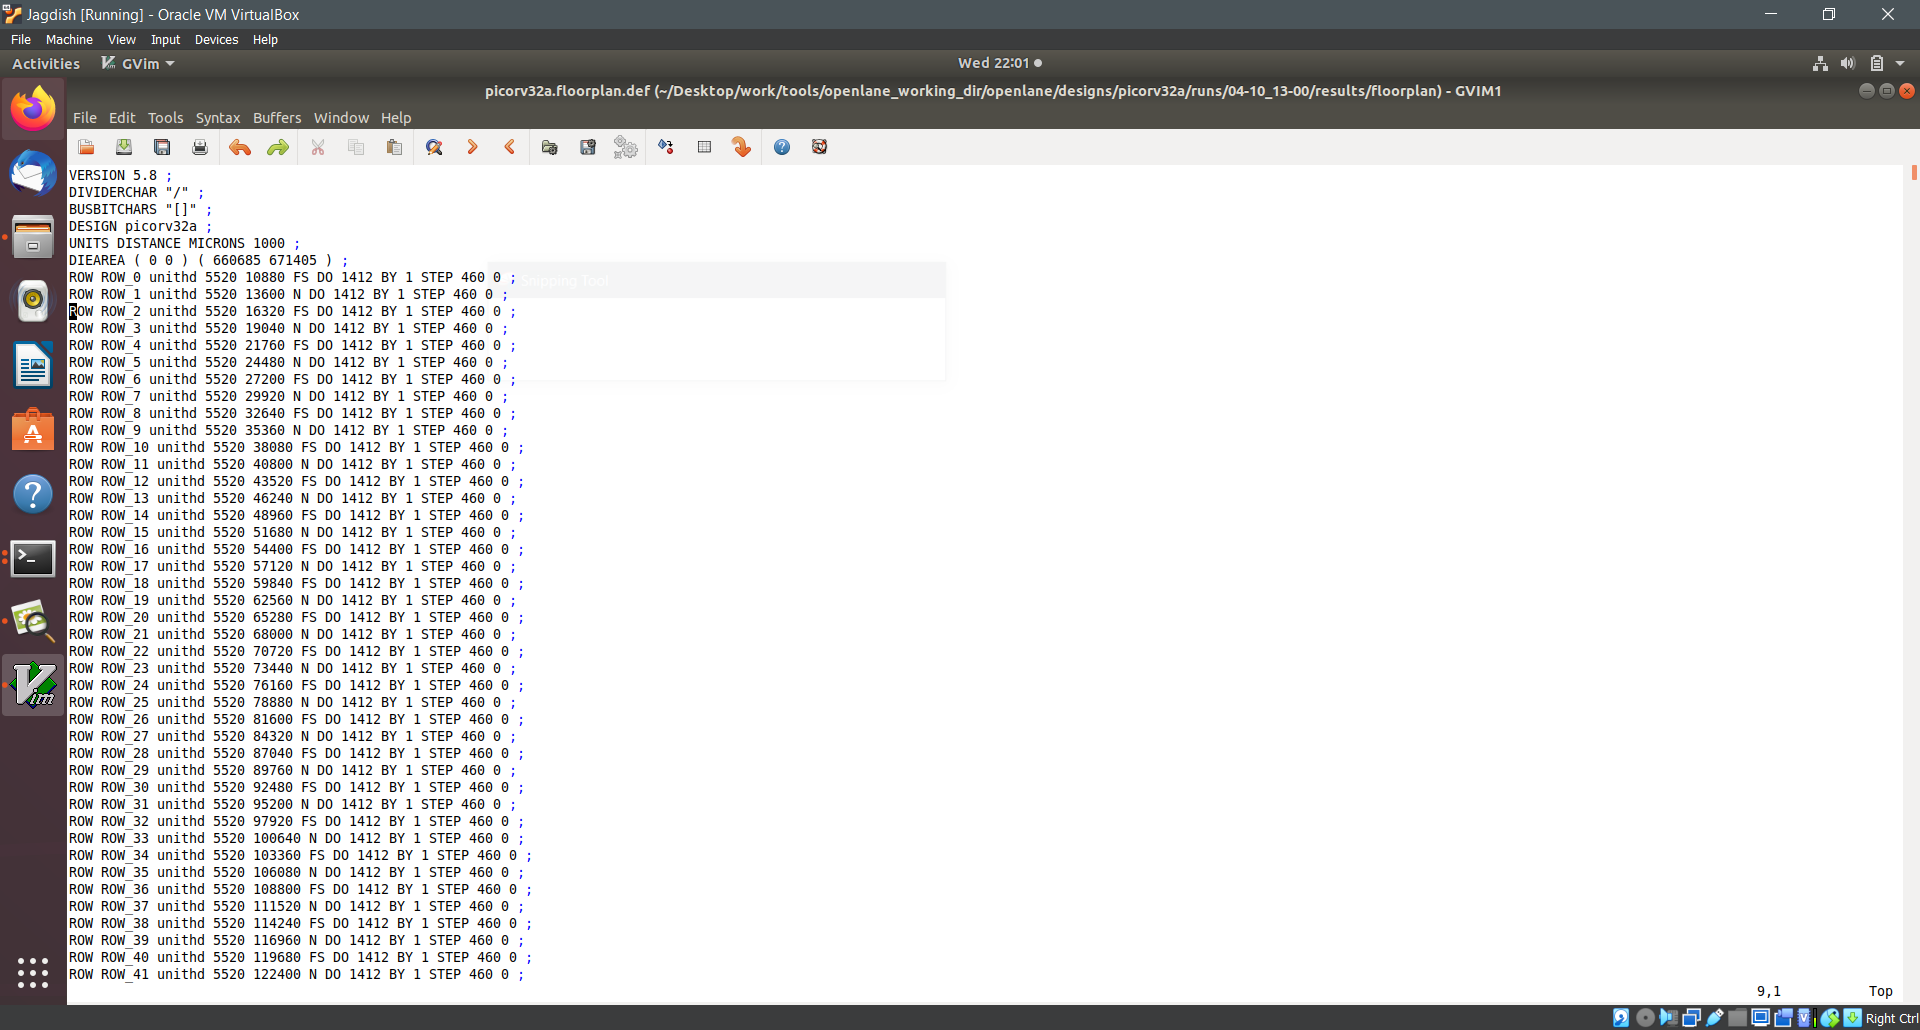 Jagdish [Running] - Oracle VM VirtualBox
File Machine View Input Devices Help
Activities GVim Wed 22:01
picorv32a.floorplan.def (~/Desktop/work/tools/openlane_working_dir/openlane/designs/picorv32a/runs/04-10_13-00/results/floorplan) - GVIM1
File Edit Tools Syntax Buffers Window Help
VERSION 5.8 ;
DIVIDERCHAR "/" ;
BUSBITCHARS "[]" ;
DESIGN picorv32a ;
UNITS DISTANCE MICRONS 1000 ;
DIEAREA ( 0 0 ) ( 660685 671405 ) ;
ROW ROW_0 unithd 5520 10880 FS DO 1412 BY 1 STEP 460 0 ; Snipping Tool
ROW ROW_1 unithd 5520 13600 N DO 1412 BY 1 STEP 460 0 ;
ROW ROW_2 unithd 5520 16320 FS DO 1412 BY 1 STEP 460 0 ;
ROW ROW_3 unithd 5520 19040 N DO 1412 BY 1 STEP 460 0 ;
ROW ROW_4 unithd 5520 21760 FS DO 1412 BY 1 STEP 460 0 ;
ROW ROW_5 unithd 5520 24480 N DO 1412 BY 1 STEP 460 0 ;
ROW ROW_6 unithd 5520 27200 FS DO 1412 BY 1 STEP 460 0 ;
ROW ROW_7 unithd 5520 29920 N DO 1412 BY 1 STEP 460 0 ;
ROW ROW_8 unithd 5520 32640 FS DO 1412 BY 1 STEP 460 0 ;
ROW ROW_9 unithd 5520 35360 N DO 1412 BY 1 STEP 460 0 ;
ROW ROW_10 unithd 5520 38080 FS DO 1412 BY 1 STEP 460 0 ;
ROW ROW_11 unithd 5520 40800 N DO 1412 BY 1 STEP 460 0 ;
ROW ROW_12 unithd 5520 43520 FS DO 1412 BY 1 STEP 460 0 ;
ROW ROW_13 unithd 5520 46240 N DO 1412 BY 1 STEP 460 0 ;
ROW ROW_14 unithd 5520 48960 FS DO 1412 BY 1 STEP 460 0 ;
ROW ROW_15 unithd 5520 51680 N DO 1412 BY 1 STEP 460 0 ;
ROW ROW_16 unithd 5520 54400 FS DO 1412 BY 1 STEP 460 0 ;
ROW ROW_17 unithd 5520 57120 N DO 1412 BY 1 STEP 460 0 ;
ROW ROW_18 unithd 5520 59840 FS DO 1412 BY 1 STEP 460 0 ;
ROW ROW_19 unithd 5520 62560 N DO 1412 BY 1 STEP 460 0 ;
ROW ROW_20 unithd 5520 65280 FS DO 1412 BY 1 STEP 460 0 ;
ROW ROW_21 unithd 5520 68000 N DO 1412 BY 1 STEP 460 0 ;
ROW ROW_22 unithd 5520 70720 FS DO 1412 BY 1 STEP 460 0 ;
ROW ROW_23 unithd 5520 73440 N DO 1412 BY 1 STEP 460 0 ;
ROW ROW_24 unithd 5520 76160 FS DO 1412 BY 1 STEP 460 0 ;
ROW ROW_25 unithd 5520 78880 N DO 1412 BY 1 STEP 460 0 ;
ROW ROW_26 unithd 5520 81600 FS DO 1412 BY 1 STEP 460 0 ;
ROW ROW_27 unithd 5520 84320 N DO 1412 BY 1 STEP 460 0 ;
ROW ROW_28 unithd 5520 87040 FS DO 1412 BY 1 STEP 460 0 ;
ROW ROW_29 unithd 5520 89760 N DO 1412 BY 1 STEP 460 0 ;
ROW ROW_30 unithd 5520 92480 FS DO 1412 BY 1 STEP 460 0 ;
ROW ROW_31 unithd 5520 95200 N DO 1412 BY 1 STEP 460 0 ;
ROW ROW_32 unithd 5520 97920 FS DO 1412 BY 1 STEP 460 0 ;
ROW ROW_33 unithd 5520 100640 N DO 1412 BY 1 STEP 460 0 ;
ROW ROW_34 unithd 5520 103360 FS DO 1412 BY 1 STEP 460 0 ;
ROW ROW_35 unithd 5520 106080 N DO 1412 BY 1 STEP 460 0 ;
ROW ROW_36 unithd 5520 108800 FS DO 1412 BY 1 STEP 460 0 ;
ROW ROW_37 unithd 5520 111520 N DO 1412 BY 1 STEP 460 0 ;
ROW ROW_38 unithd 5520 114240 FS DO 1412 BY 1 STEP 460 0 ;
ROW ROW_39 unithd 5520 116960 N DO 1412 BY 1 STEP 460 0 ;
ROW ROW_40 unithd 5520 119680 FS DO 1412 BY 1 STEP 460 0 ;
ROW ROW_41 unithd 5520 122400 N DO 1412 BY 1 STEP 460 0 ;
9,1 Top
Right Ctrl